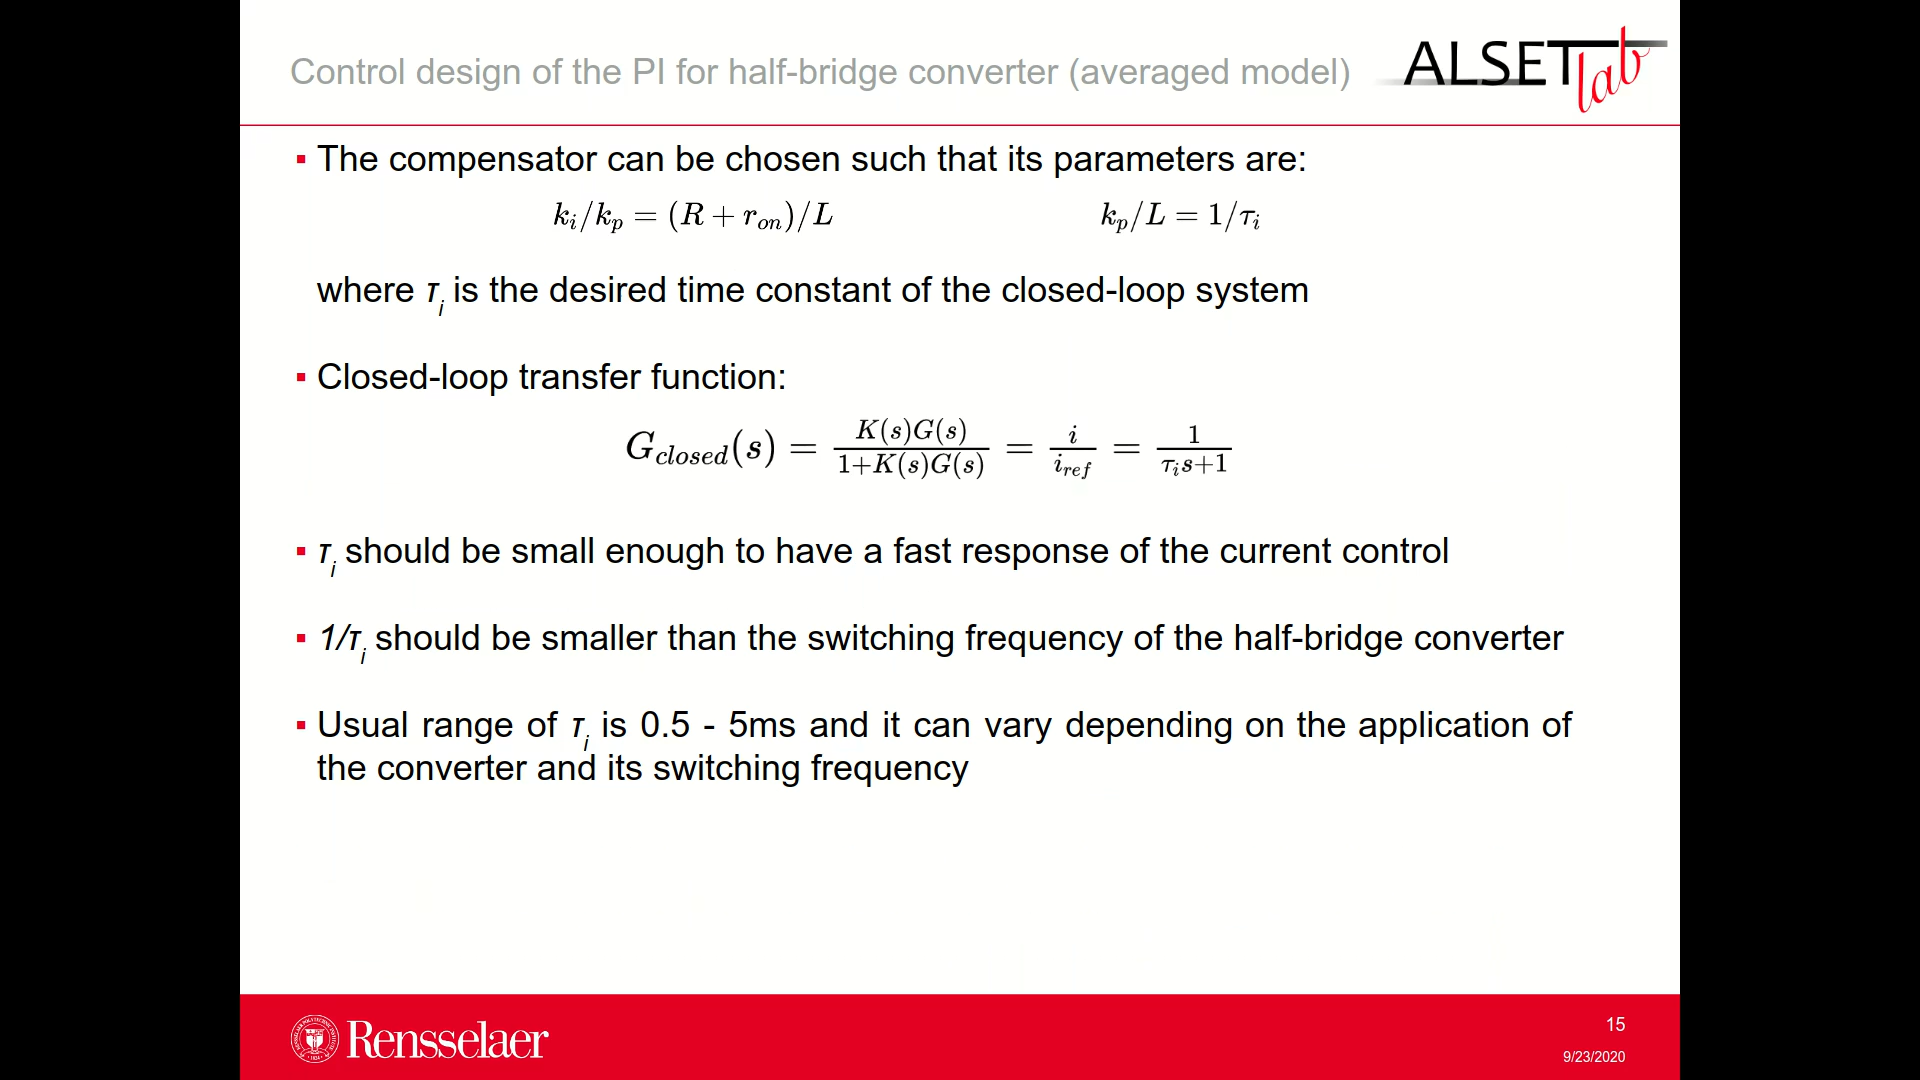 Control design of the PI for half-bridge converter (averaged model)
ALSETlab
▪ The compensator can be chosen such that its parameters are:
k_i/k_p = (R + r_on)/L k_p/L = 1/τ_i
where τ_i is the desired time constant of the closed-loop system
▪ Closed-loop transfer function:
G_closed(s) = K(s)G(s)/(1+K(s)G(s)) = i/i_ref = 1/(τ_i s+1)
▪ τ_i should be small enough to have a fast response of the current control
▪ 1/τ_i should be smaller than the switching frequency of the half-bridge converter
▪ Usual range of τ_i is 0.5 - 5ms and it can vary depending on the application of
the converter and its switching frequency
Rensselaer
15
9/23/2020